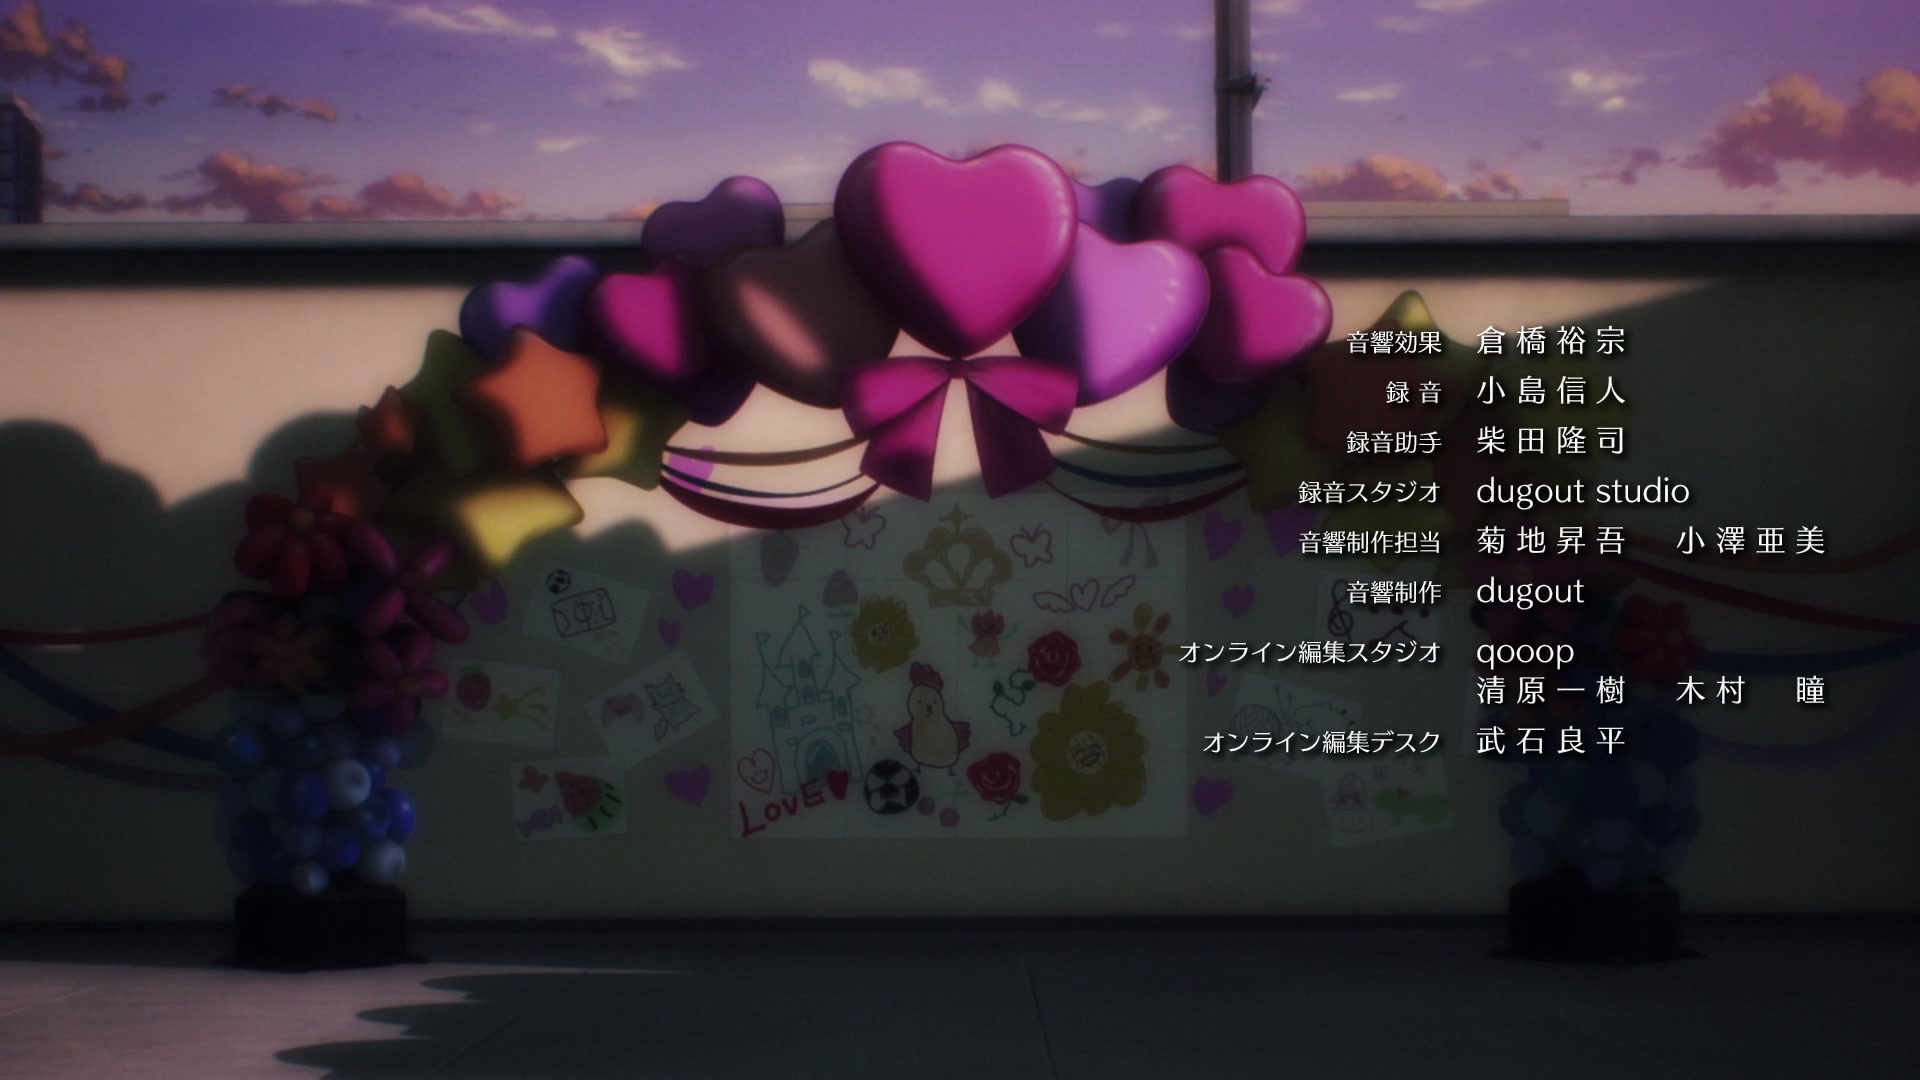 音響効果 倉橋裕宗
録音 小島信人
録音助手 柴田隆司
録音スタジオ dugout studio
音響制作担当 菊地昇吾 小澤亜美
音響制作 dugout
オンライン編集スタジオ qooop
清原一樹 木村 瞳
オンライン編集デスク 武石良平
LOVE